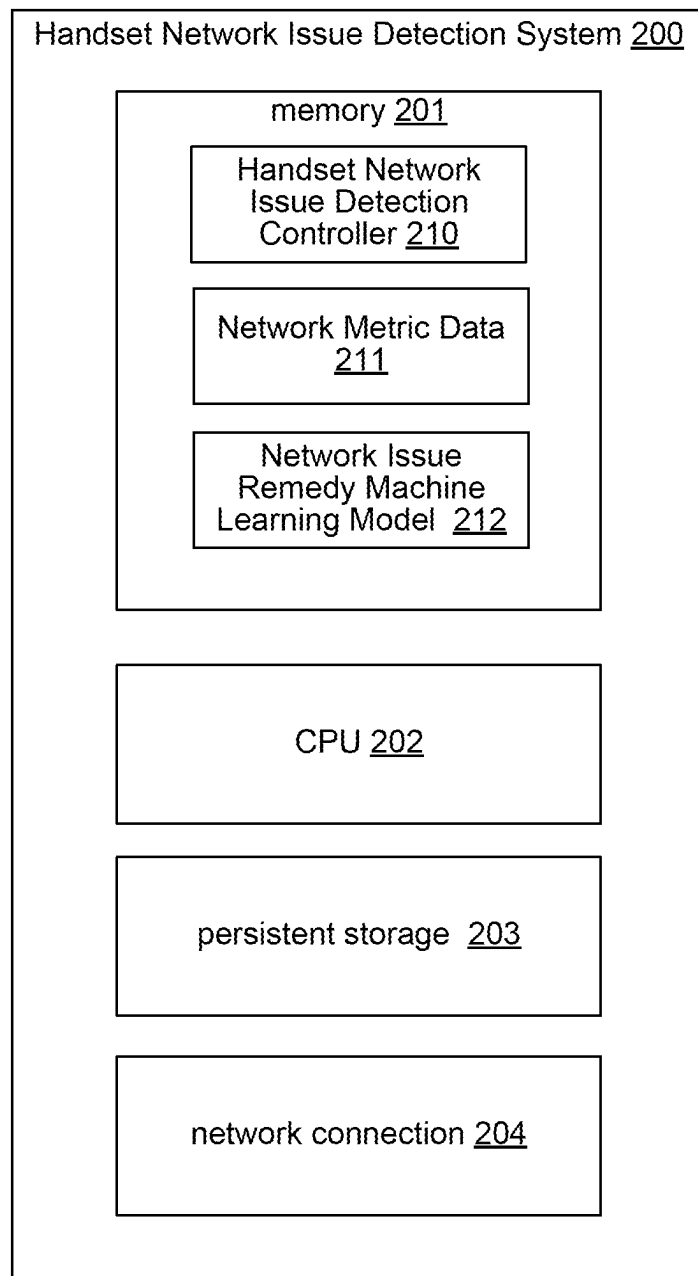 Handset Network Issue Detection System 200
memory 201
Handset Network
Issue Detection
Controller 210
Network Metric Data
211
Network Issue
Remedy Machine
Learning Model 212
CPU 202
persistent storage 203
network connection 204